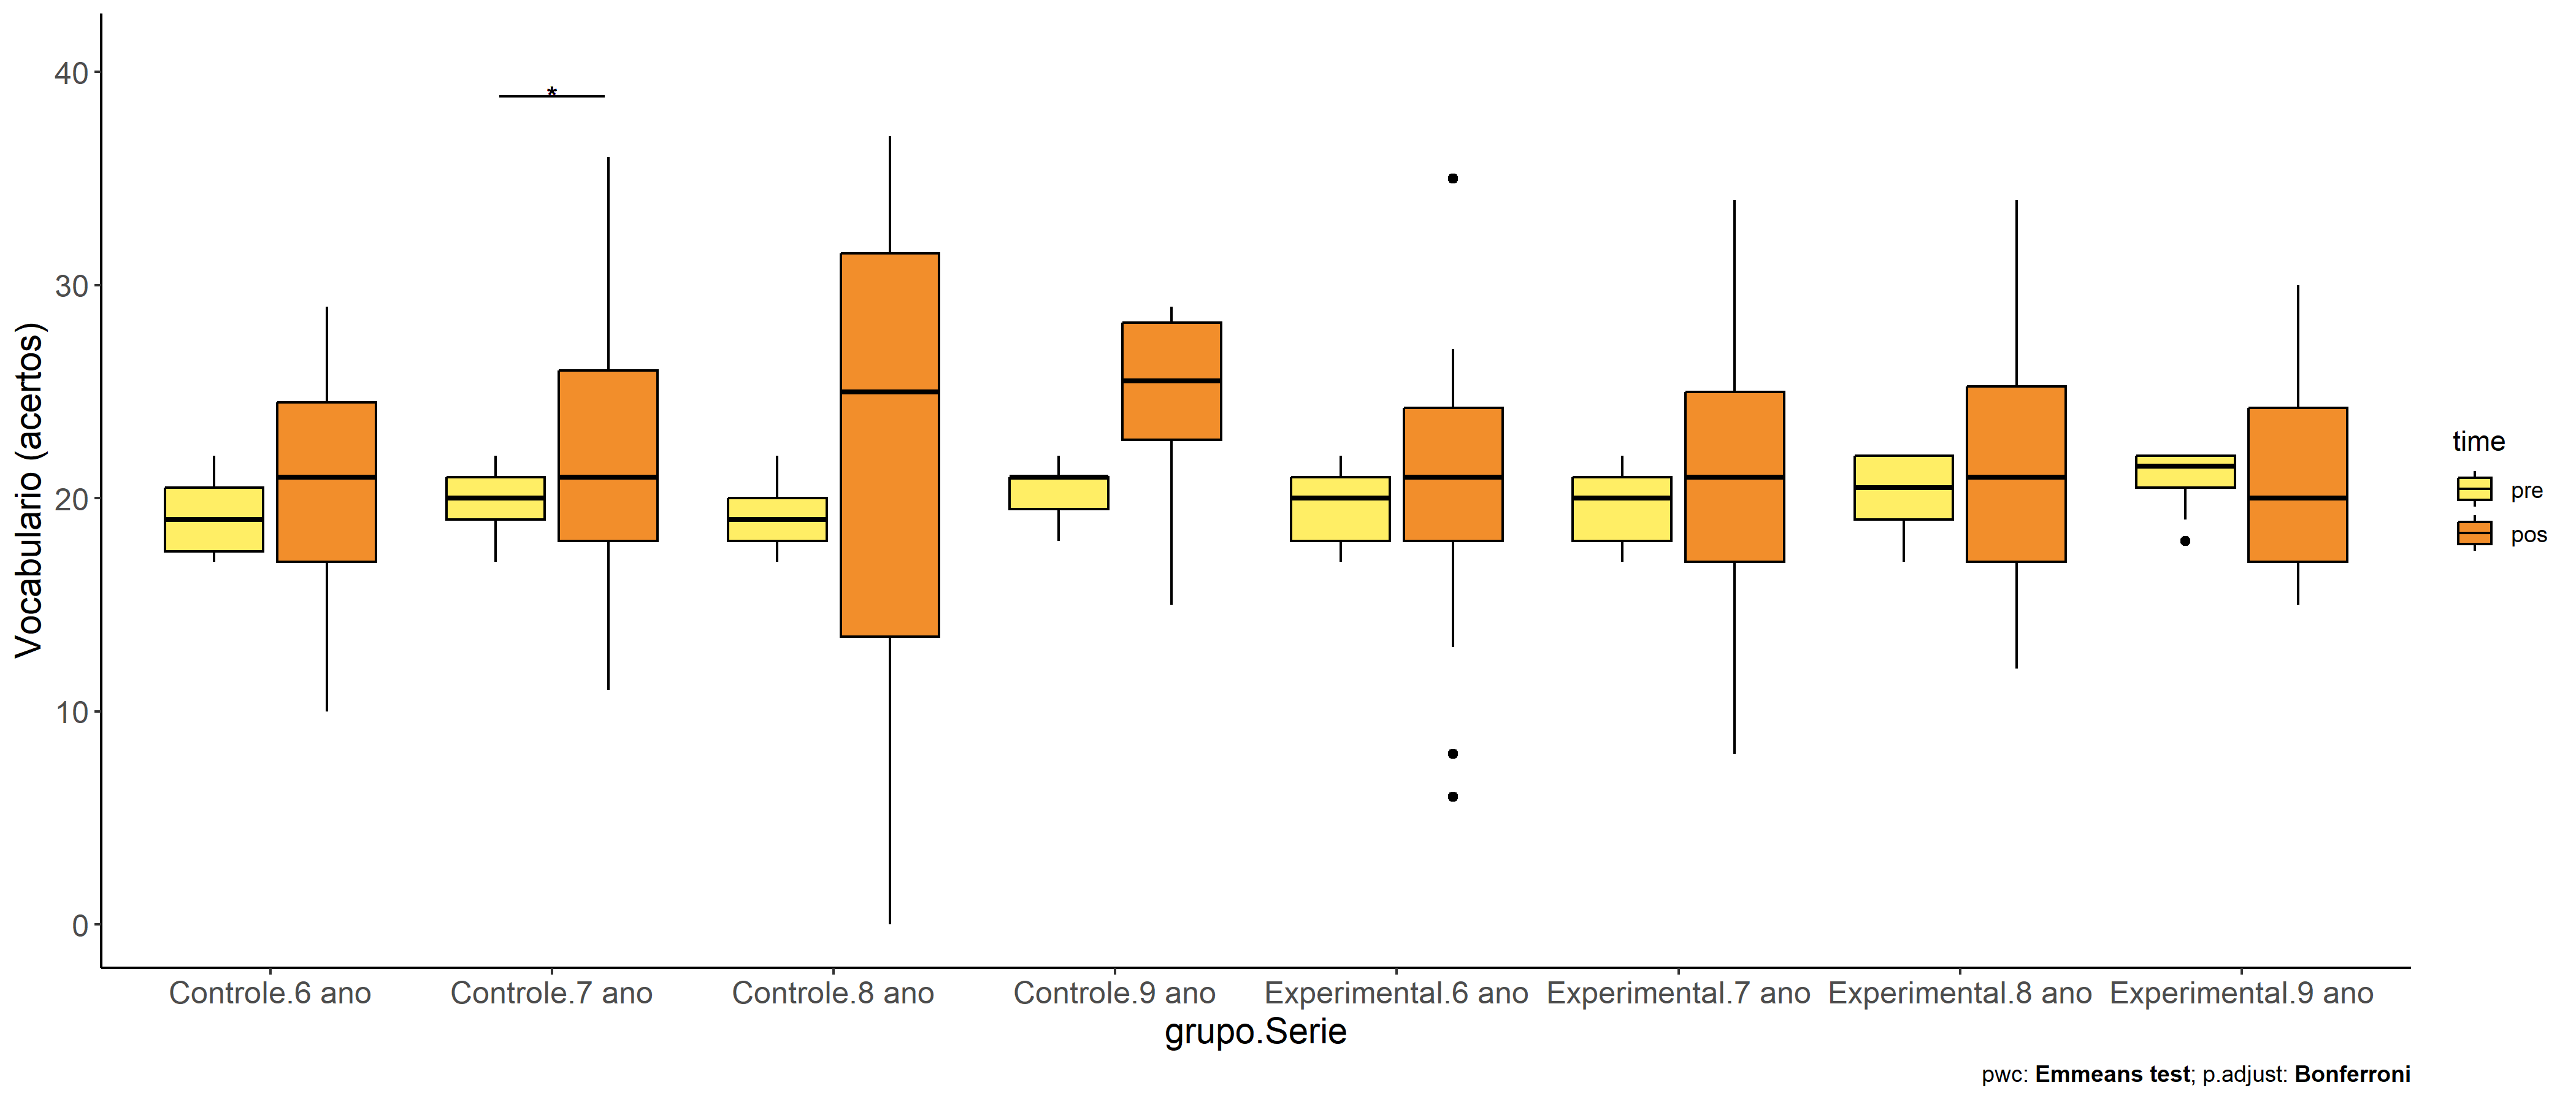 Vocabulario (acertos)
40
30
20
10
0
*
Controle.6 ano
Controle.7 ano
Controle.8 ano
Controle.9 ano
Experimental.6 ano
Experimental.7 ano
Experimental.8 ano
Experimental.9 ano
grupo.Serie
time
pre
pos
pwc: Emmeans test; p.adjust: Bonferroni